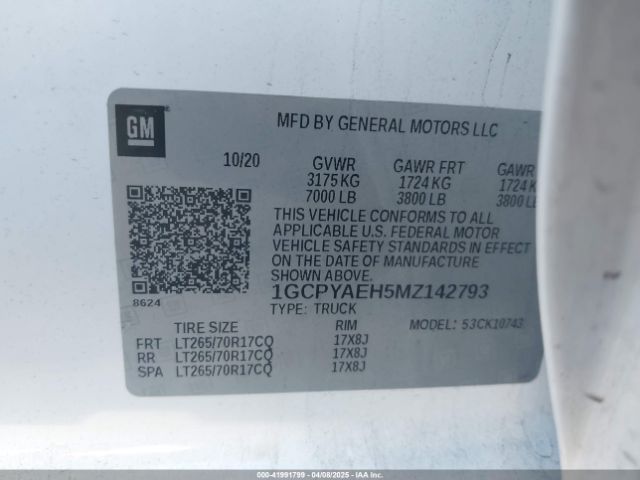 GM
MFD BY GENERAL MOTORS LLC
10/20 GVWR GAWR FRT GAWR
3175 KG 1724 KG 1724 K
7000 LB 3800 LB 3800 LB
THIS VEHICLE CONFORMS TO ALL
APPLICABLE U.S. FEDERAL MOTOR
VEHICLE SAFETY STANDARDS IN EFFECT
ON THE DATE OF MANUFACTURE
SHOWN ABOVE.
8624
1GCPYAEH5MZ142793
TYPE: TRUCK MODEL: 53CK10743
TIRE SIZE RIM
FRT LT265/70R17CQ 17X8J
RR LT265/70R17CQ 17X8J
SPA LT265/70R17CQ 17X8J
000-41991799 - 04/08/2025 - IAAI.COM